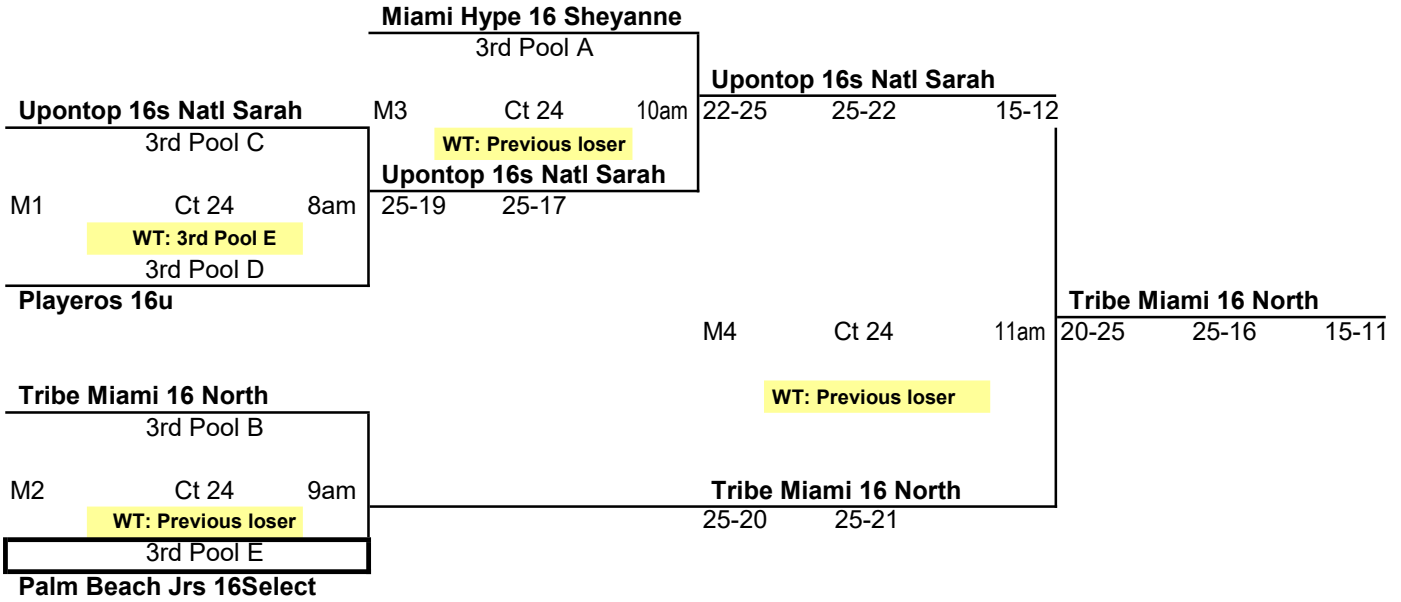 Miami Hype 16 Sheyanne
3rd Pool A
Upontop 16s Natl Sarah
Upontop 16s Natl Sarah M3 Ct 24 10am 22-25 25-22 15-12
3rd Pool C WT: Previous loser
Upontop 16s Natl Sarah
M1 Ct 24 8am 25-19 25-17
WT: 3rd Pool E
3rd Pool D
Playeros 16u Tribe Miami 16 North
M4 Ct 24 11am 20-25 25-16 15-11
Tribe Miami 16 North WT: Previous loser
3rd Pool B
M2 Ct 24 9am Tribe Miami 16 North
WT: Previous loser 25-20 25-21
3rd Pool E
Palm Beach Jrs 16Select